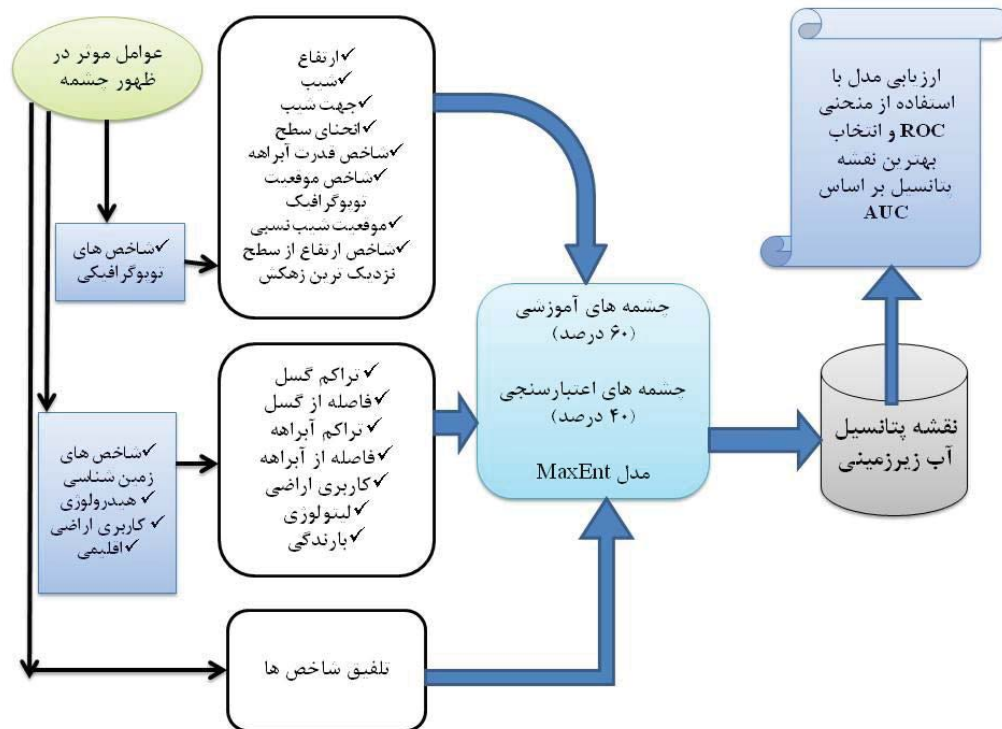 عوامل موثر در
ظهور چشمه
✓شاخص های
توپوگرافیکی
✓ارتفاع
✓شیب
✓جهت شیب
✓انحنای سطح
✓شاخص قدرت آبراهه
✓شاخص موقعیت
توپوگرافیک
✓موقعیت شیب نسبی
✓شاخص ارتفاع از سطح
نزدیک ترین زهکش
✓شاخص های
زمین شناسی
✓هیدرولوژی
✓کاربری اراضی
✓اقلیمی
✓تراکم گسل
✓فاصله از گسل
✓تراکم آبراهه
✓فاصله از آبراهه
✓کاربری اراضی
✓لیتولوژی
✓بارندگی
تلفیق شاخص ها
چشمه های آموزشی
(۶۰ درصد)
چشمه های اعتبارسنجی
(۴۰ درصد)
مدل MaxEnt
نقشه پتانسیل
آب زیرزمینی
ارزیابی مدل با
استفاده از منحنی
ROC و انتخاب
بهترین نقشه
پتانسیل بر اساس
AUC